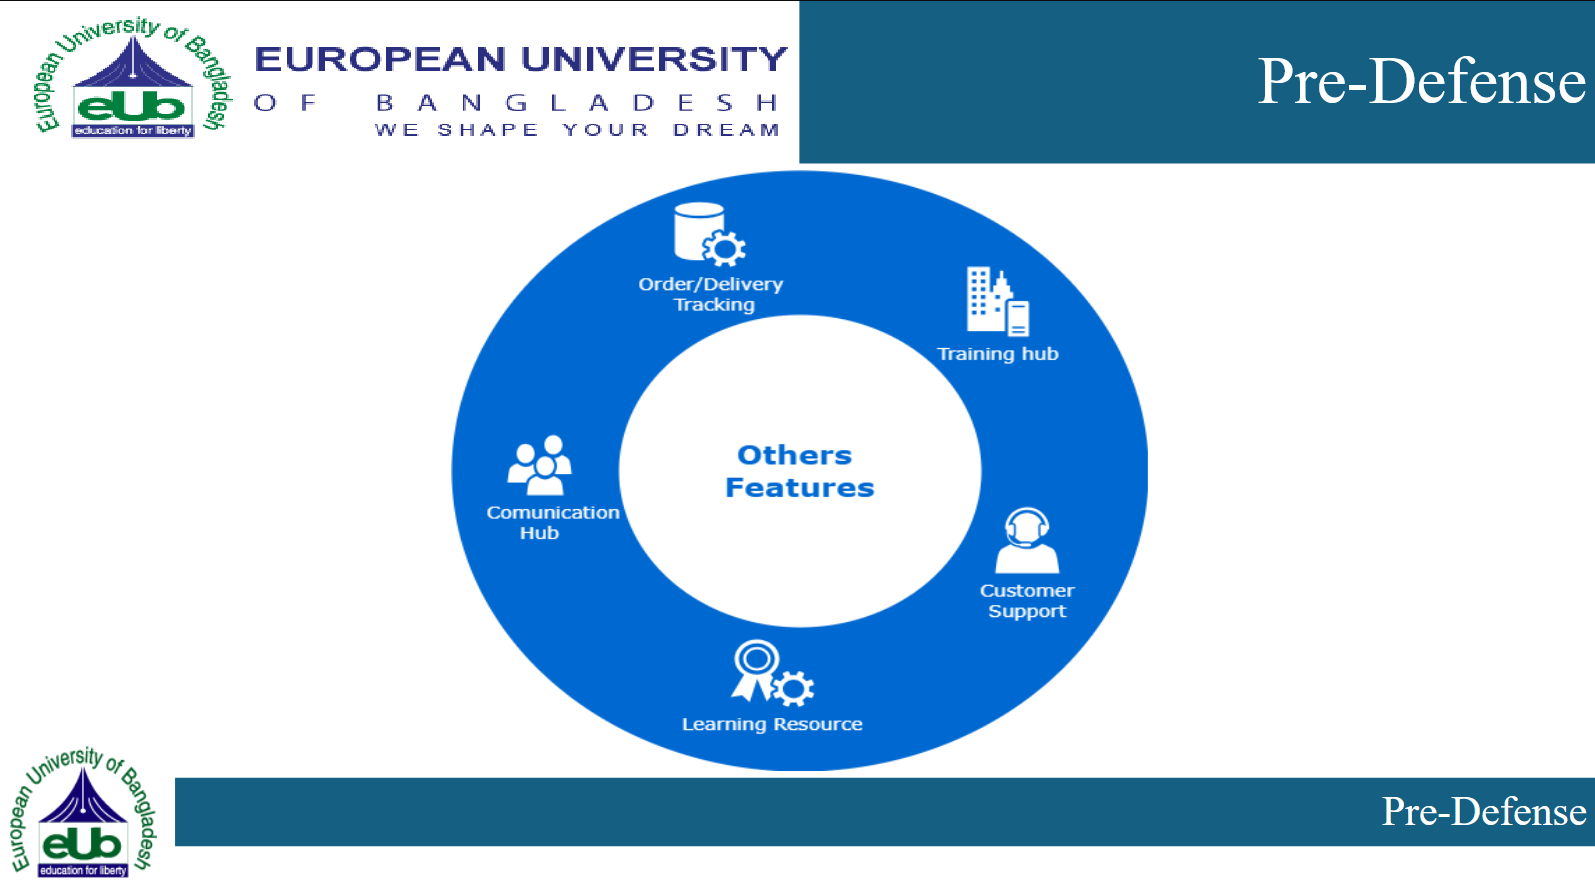 European University of Bangladesh
eUb
education for liberty
EUROPEAN UNIVERSITY
OF BANGLADESH
WE SHAPE YOUR DREAM
Pre-Defense
Order/Delivery
Tracking
Training hub
Others
Features
Comunication
Hub
Customer
Support
Learning Resource
European University of Bangladesh
eUb
education for liberty
Pre-Defense